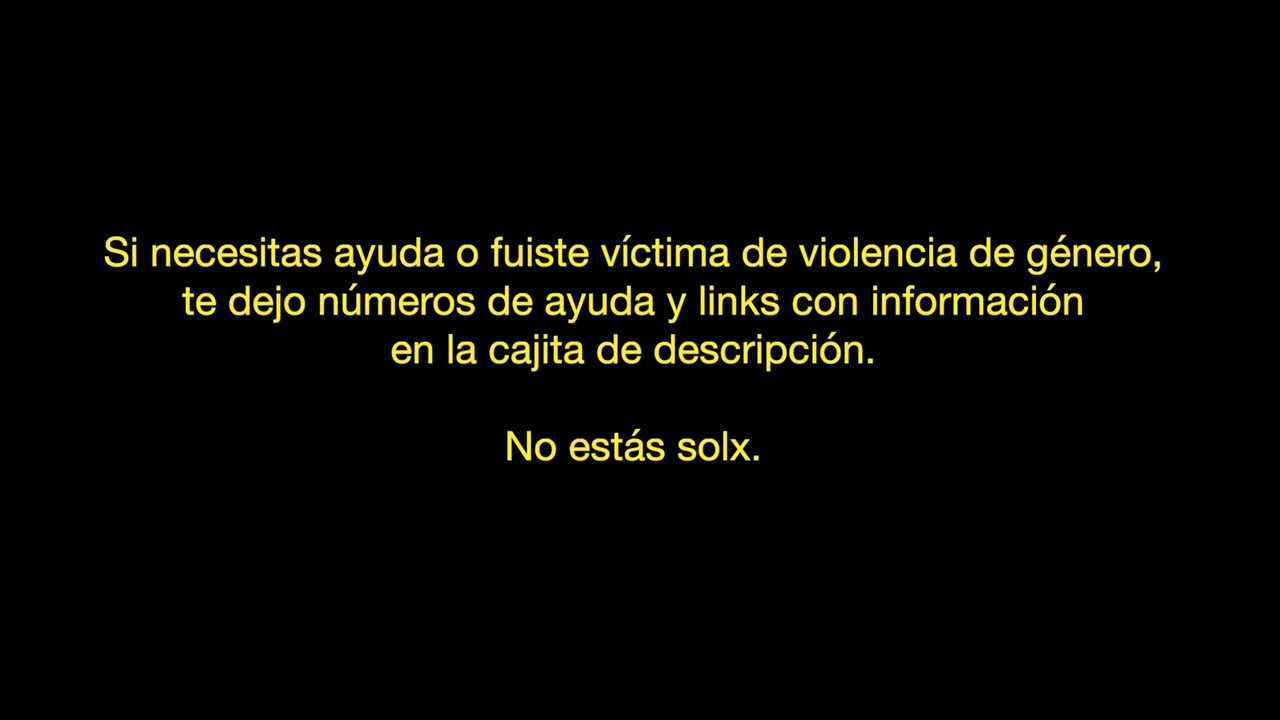 Si necesitas ayuda o fuiste víctima de violencia de género,
te dejo números de ayuda y links con información
en la cajita de descripción.
No estás solx.